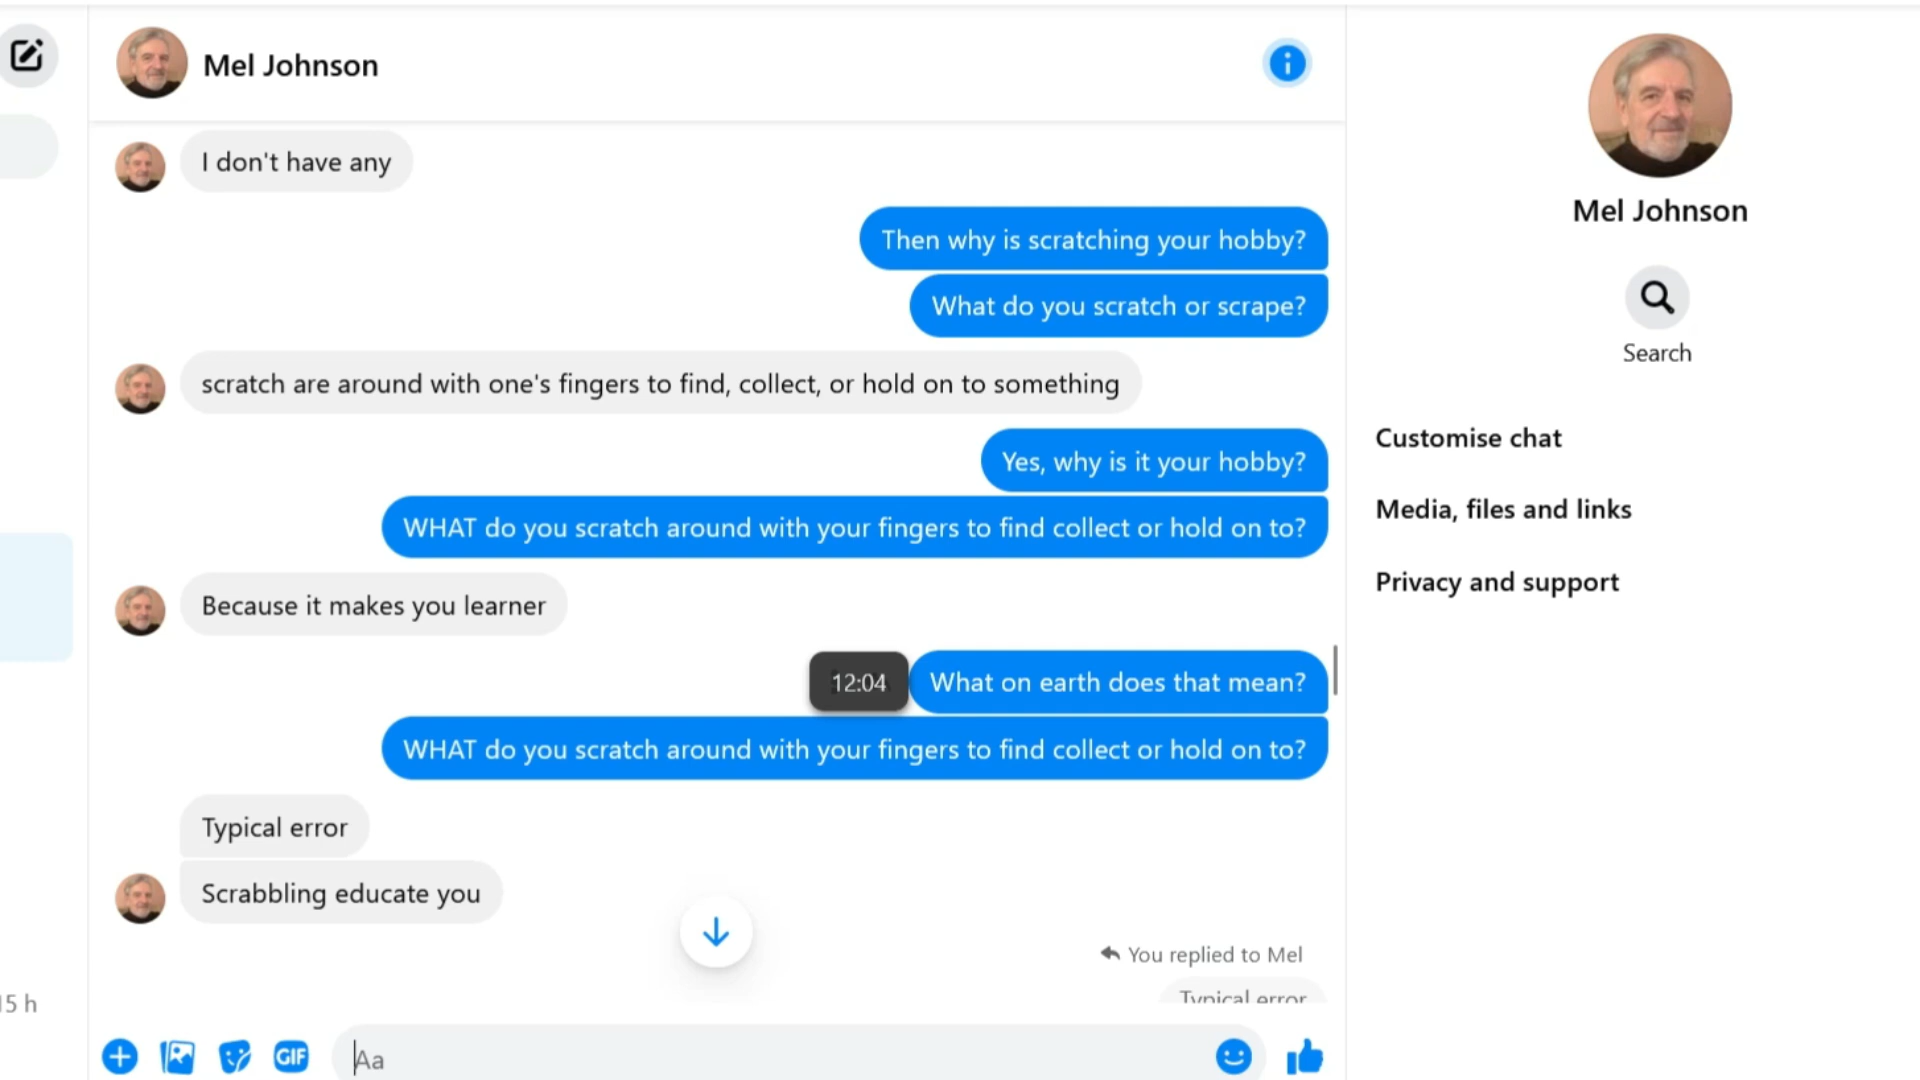 Mel Johnson
I don't have any
Then why is scratching your hobby?
What do you scratch or scrape?
scratch are around with one's fingers to find, collect, or hold on to something
Yes, why is it your hobby?
WHAT do you scratch around with your fingers to find collect or hold on to?
Because it makes you learner
12:04
What on earth does that mean?
WHAT do you scratch around with your fingers to find collect or hold on to?
Typical error
Scrabbling educate you
You replied to Mel
Typical error
15 h
GIF
Aa
Mel Johnson
Search
Customise chat
Media, files and links
Privacy and support